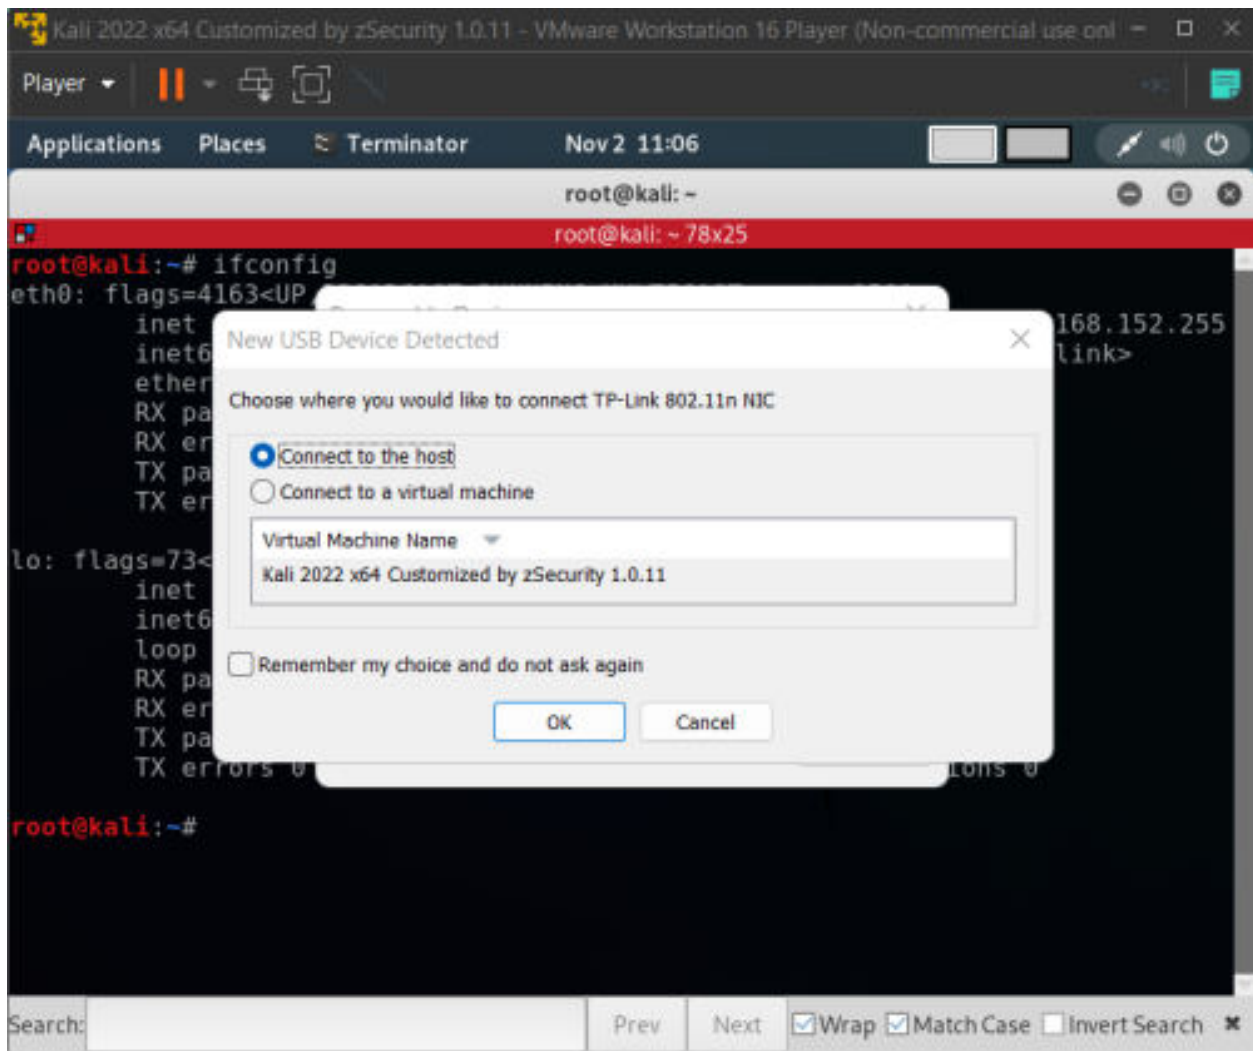 Kali 2022 x64 Customized by zSecurity 1.0.11 - VMware Workstation 16 Player (Non-commercial use onl
Player
Applications Places Terminator Nov 2 11:06
root@kali: ~
root@kali: ~ 78x25
root@kali:~# ifconfig
eth0: flags=4163<UP
inet 168.152.255
New USB Device Detected
inet6 link>
ether
Choose where you would like to connect TP-Link 802.11n NIC
RX pa
RX er
Connect to the host
TX pa
Connect to a virtual machine
TX er
Virtual Machine Name
lo: flags=73<
Kali 2022 x64 Customized by zSecurity 1.0.11
inet
inet6
loop
Remember my choice and do not ask again
RX pa
RX er
OK Cancel
TX pa
TX errors 0 ions 0
root@kali:~#
Search: Prev Next Wrap Match Case Invert Search